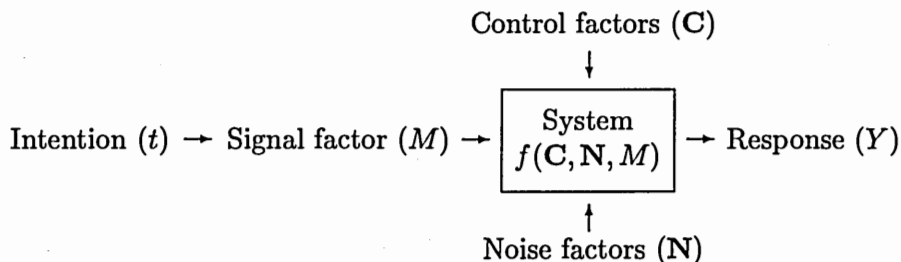 Control factors (C)
Intention (t) → Signal factor (M) → System f(C, N, M) → Response (Y)
Noise factors (N)